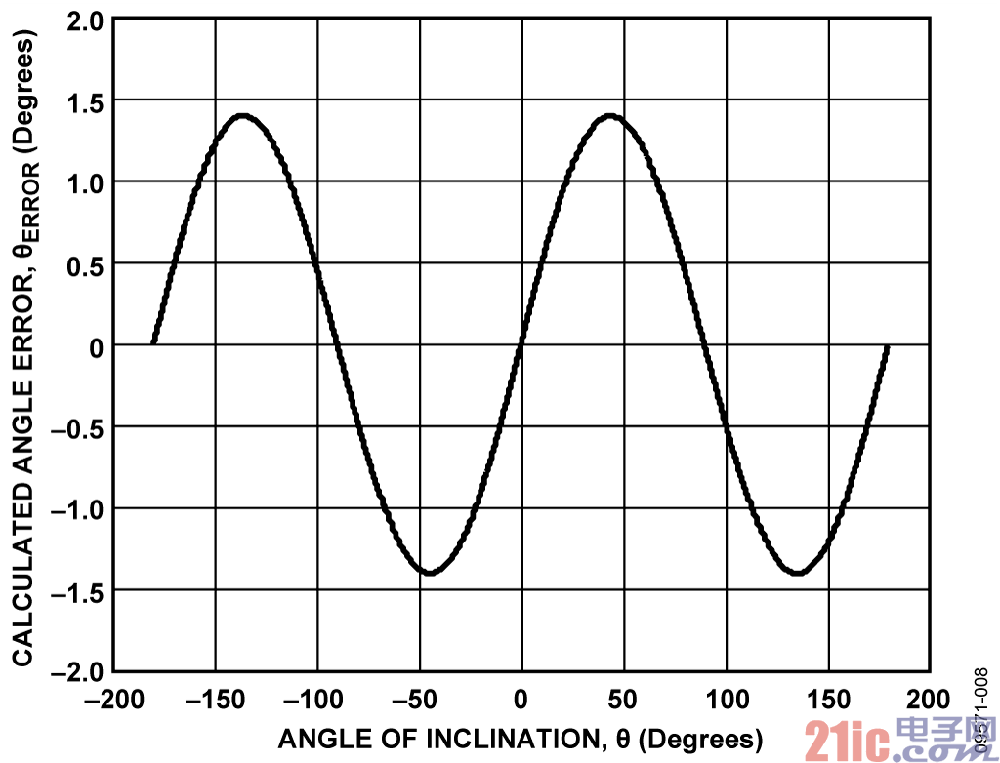 2.0
1.5
1.0
0.5
0
–0.5
–1.0
–1.5
–2.0
CALCULATED ANGLE ERROR, θERROR (Degrees)
–200 –150 –100 –50 0 50 100 150 200
ANGLE OF INCLINATION, θ (Degrees)
09571-008
21ic电子网
.com